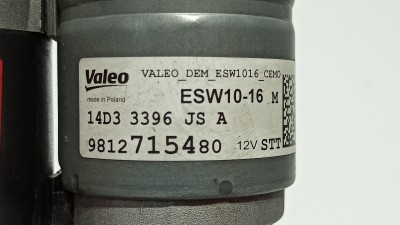 Valeo VALEO_DEM_ESW1016_CEMO
made in Poland ESW10-16 M
14D3 3396 JS A
9812715480 12V STT